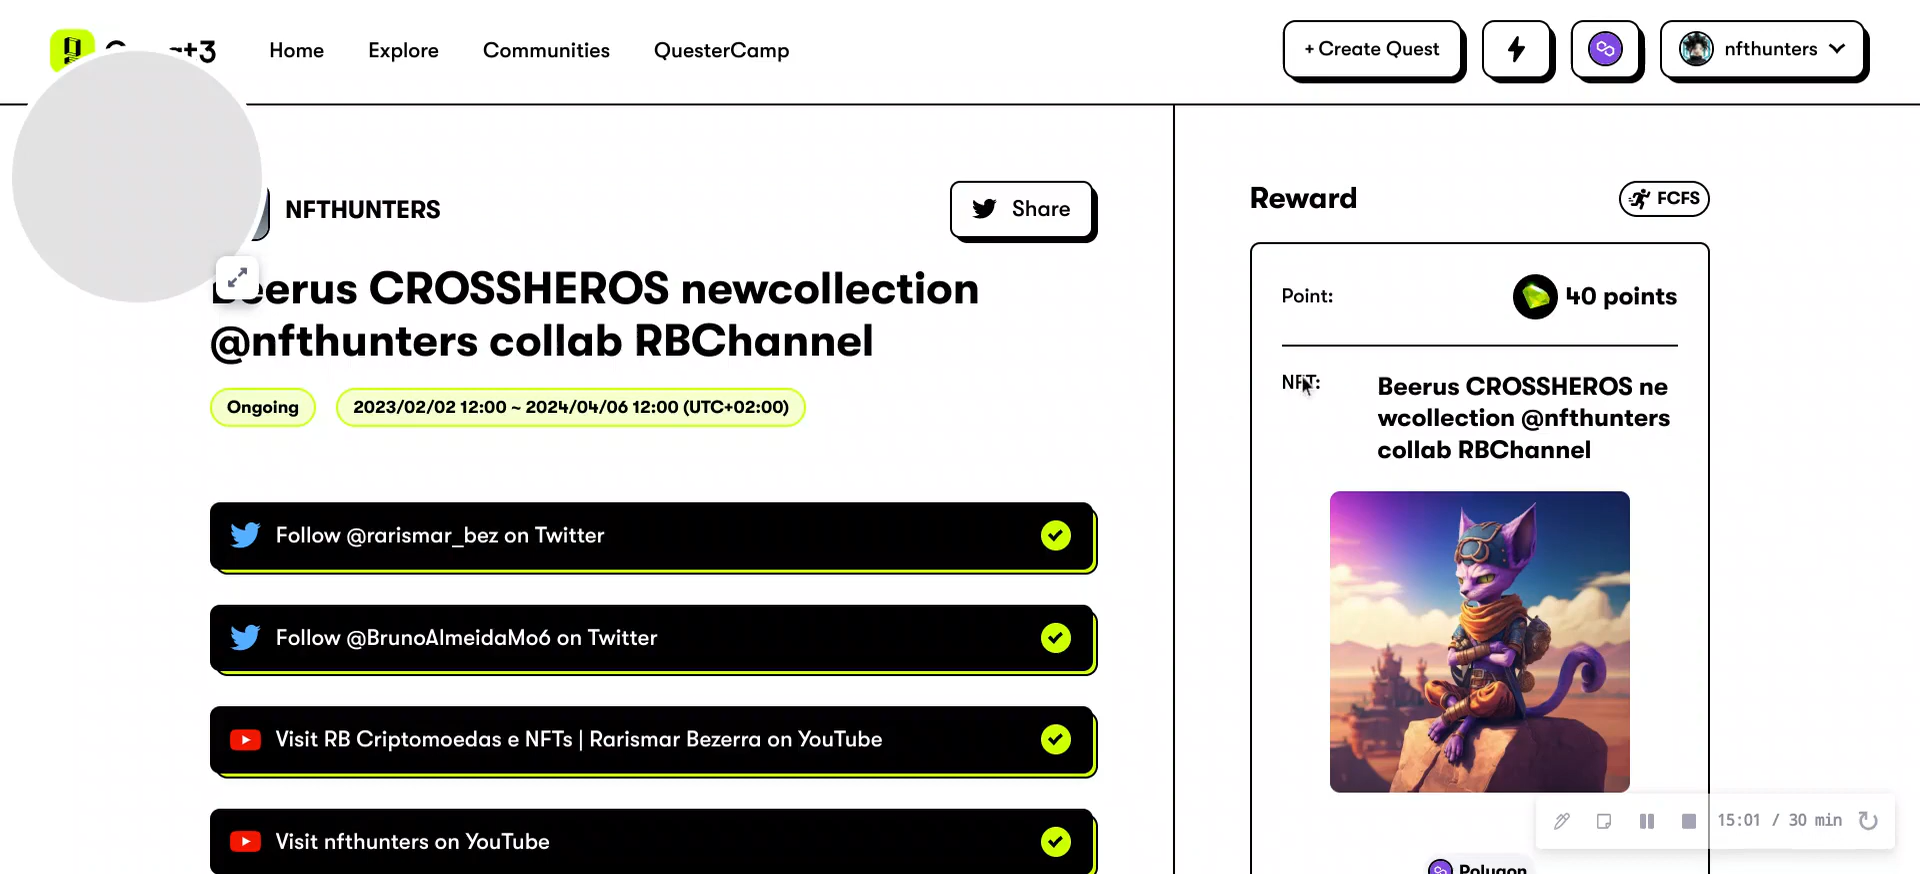 Home Explore Communities QuesterCamp + Create Quest nfthunters
NFTHUNTERS
Share
Beerus CROSSHEROS newcollection
@nfthunters collab RBChannel
Ongoing 2023/02/02 12:00 ~ 2024/04/06 12:00 (UTC+02:00)
Follow @rarismar_bez on Twitter
Follow @BrunoAlmeidaMo6 on Twitter
Visit RB Criptomoedas e NFTs | Rarismar Bezerra on YouTube
Visit nfthunters on YouTube
Reward FCFS
Point: 40 points
NFT: Beerus CROSSHEROS ne
wcollection @nfthunters
collab RBChannel
15:01 / 30 min
Polygon